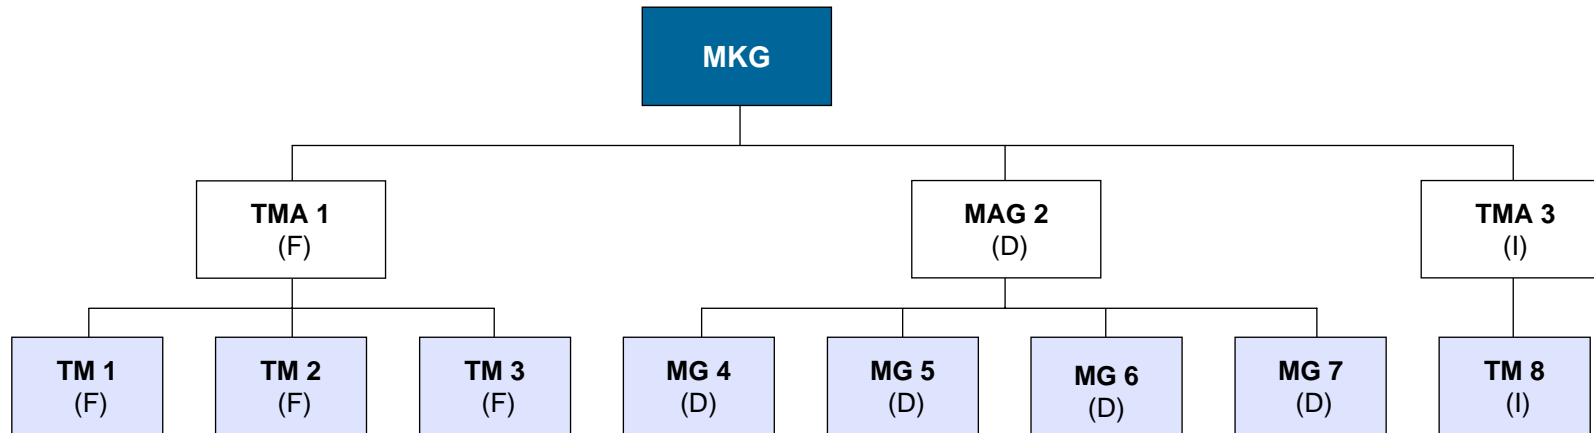 MKG
TMA 1
(F)
MAG 2
(D)
TMA 3
(I)
TM 1
(F)
TM 2
(F)
TM 3
(F)
MG 4
(D)
MG 5
(D)
MG 6
(D)
MG 7
(D)
TM 8
(I)